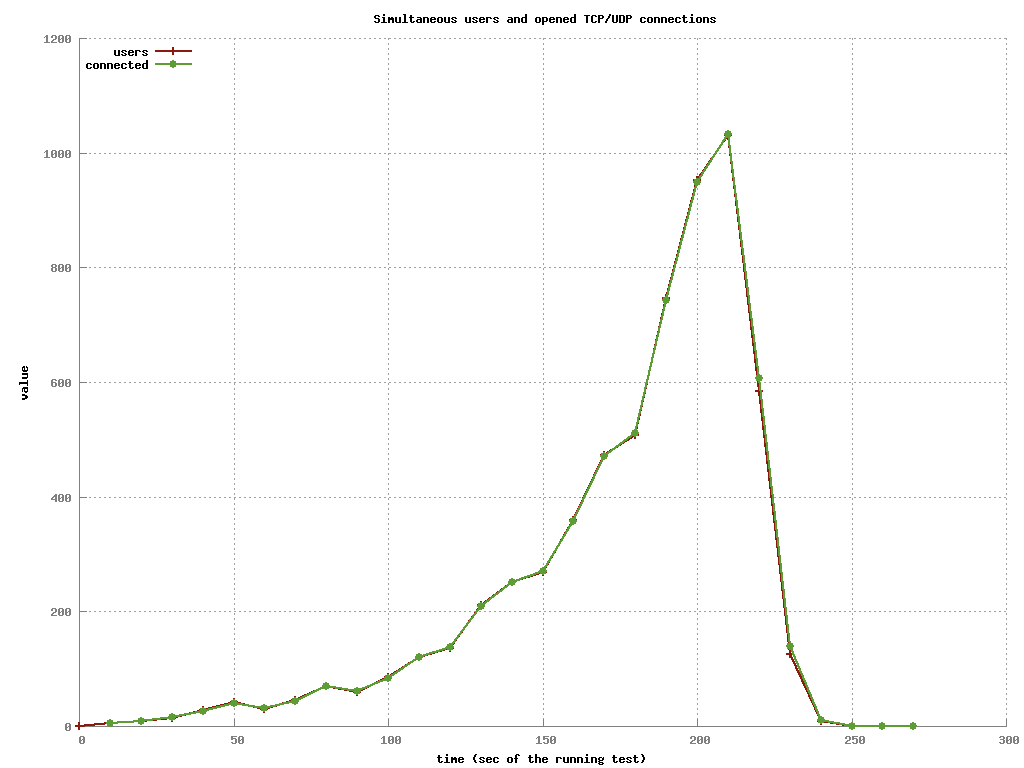 Simultaneous users and opened TCP/UDP connections
1200
users
connected
1000
800
600
value
400
200
0
0 50 100 150 200 250 300
time (sec of the running test)